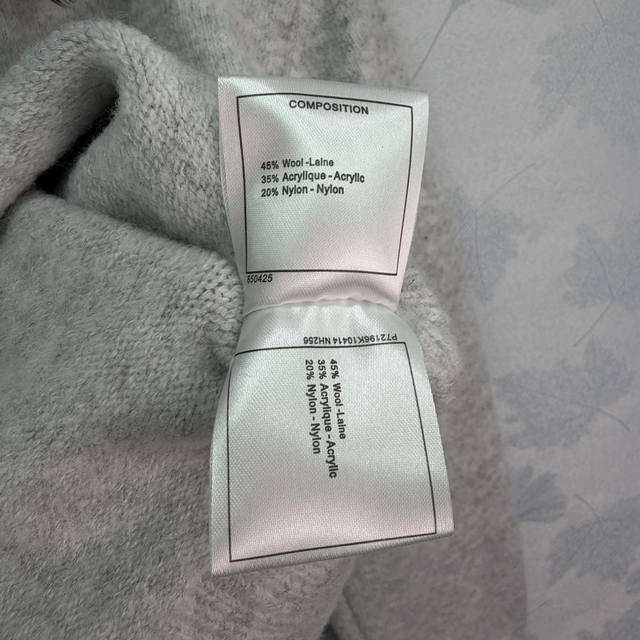 COMPOSITION
45% Wool -Laine
35% Acrylique - Acrylic
20% Nylon - Nylon
650425
P72196K10414 NH256
45% Wool -Laine
35% Acrylique - Acrylic
20% Nylon - Nylon